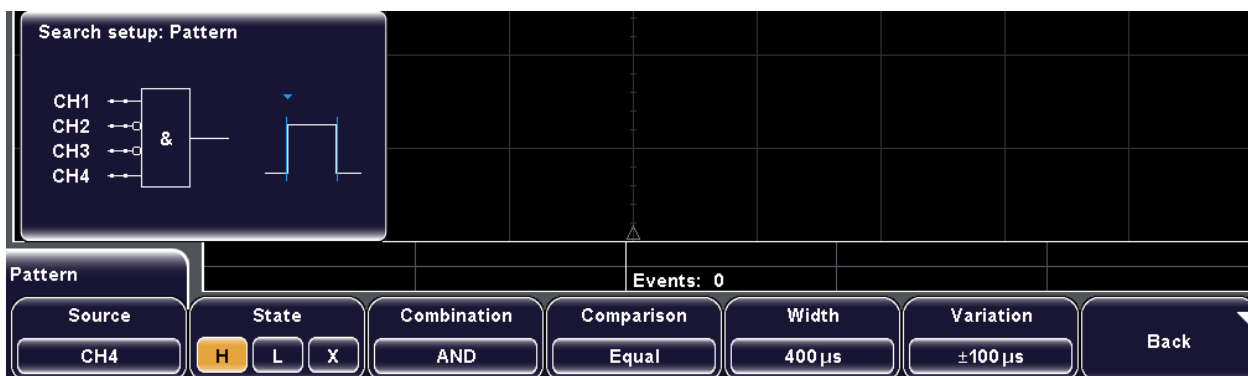 Search setup: Pattern
CH1
CH2
CH3
CH4
&
Pattern
Events: 0
Source
CH4
State
H L X
Combination
AND
Comparison
Equal
Width
400 µs
Variation
±100 µs
Back